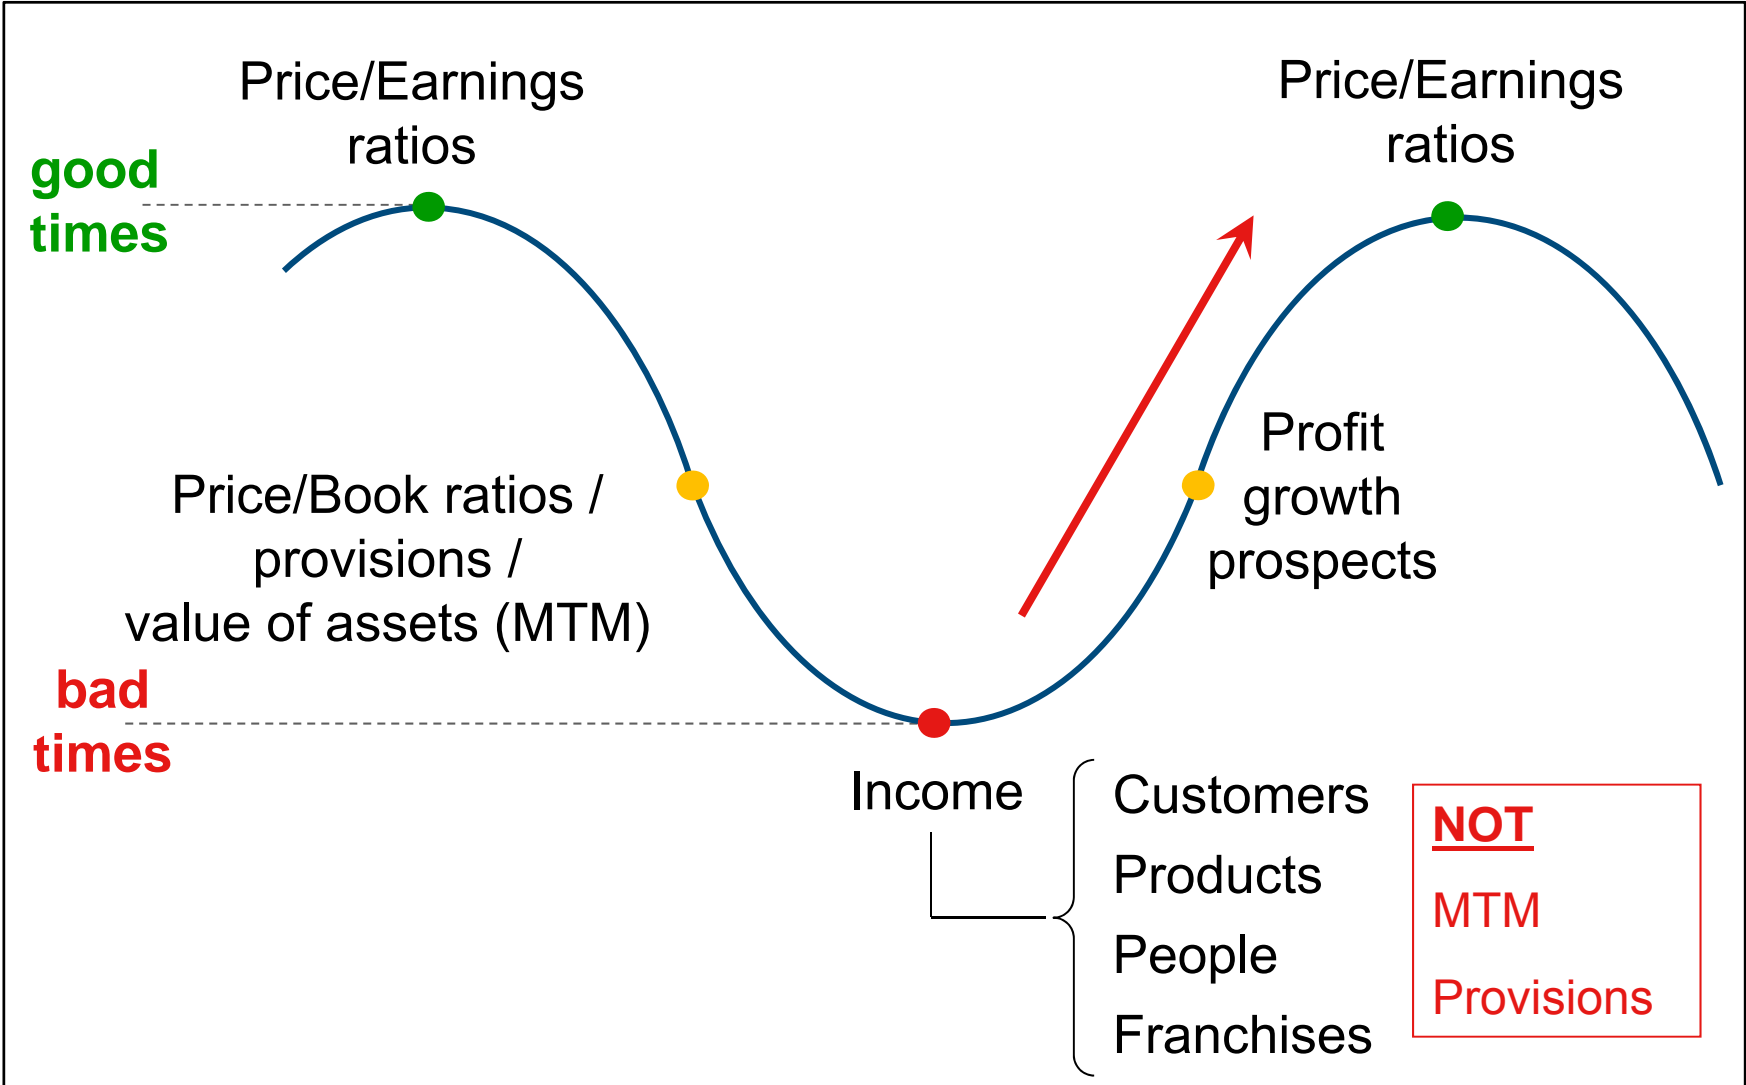 Price/Earnings
ratios
Price/Earnings
ratios
good
times
Profit
growth
prospects
Price/Book ratios /
provisions /
value of assets (MTM)
bad
times
Income
Customers
Products
People
Franchises
NOT
MTM
Provisions